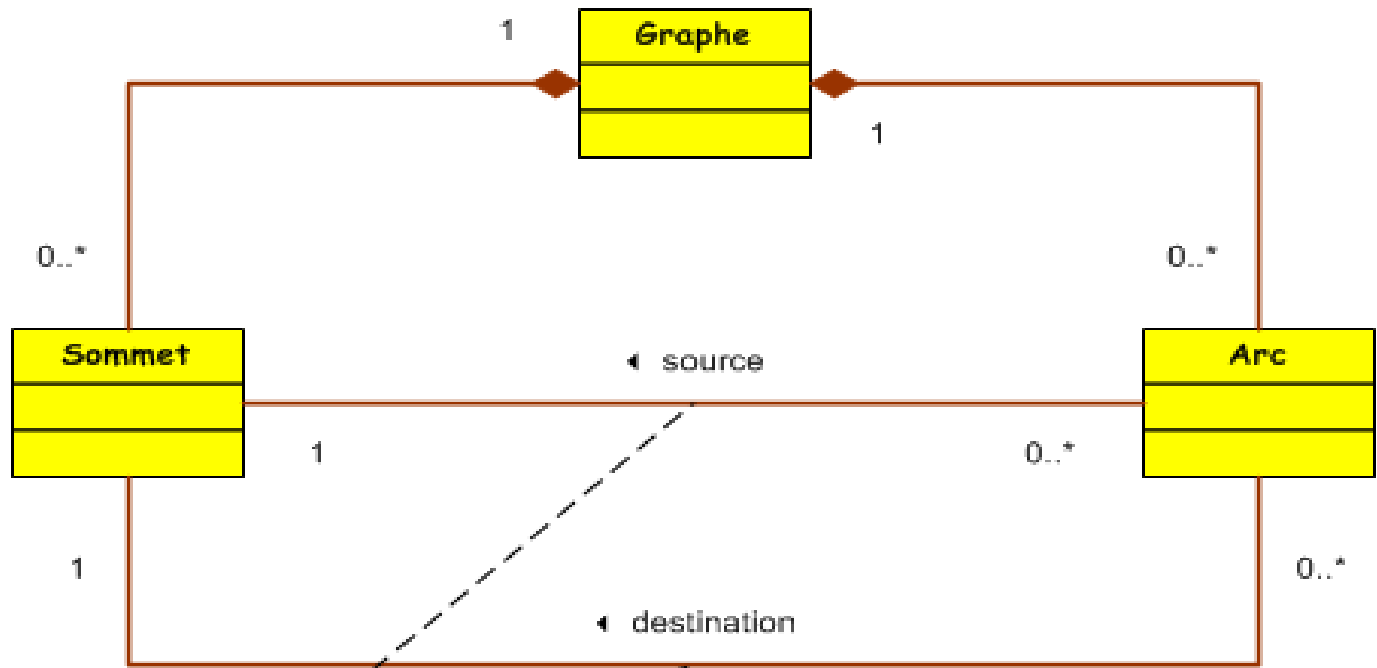 1
Graphe
1
0..*
0..*
Sommet
◄ source
Arc
1
0..*
1
0..*
◄ destination